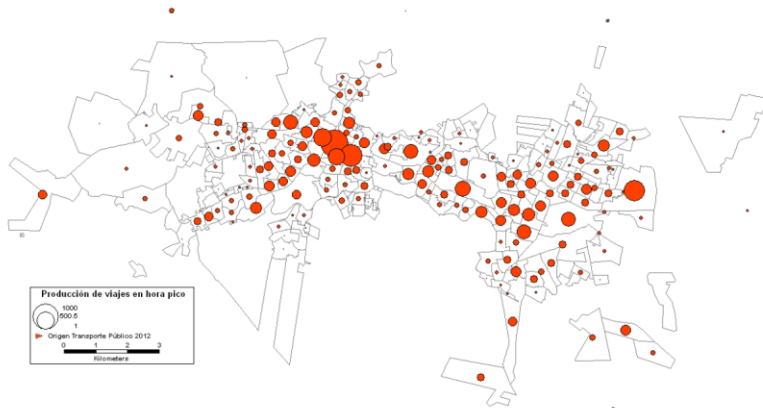 Producción de viajes en hora pico
1000
500.5
1
Origen Transporte Público 2012
0 1 2 3
Kilometers